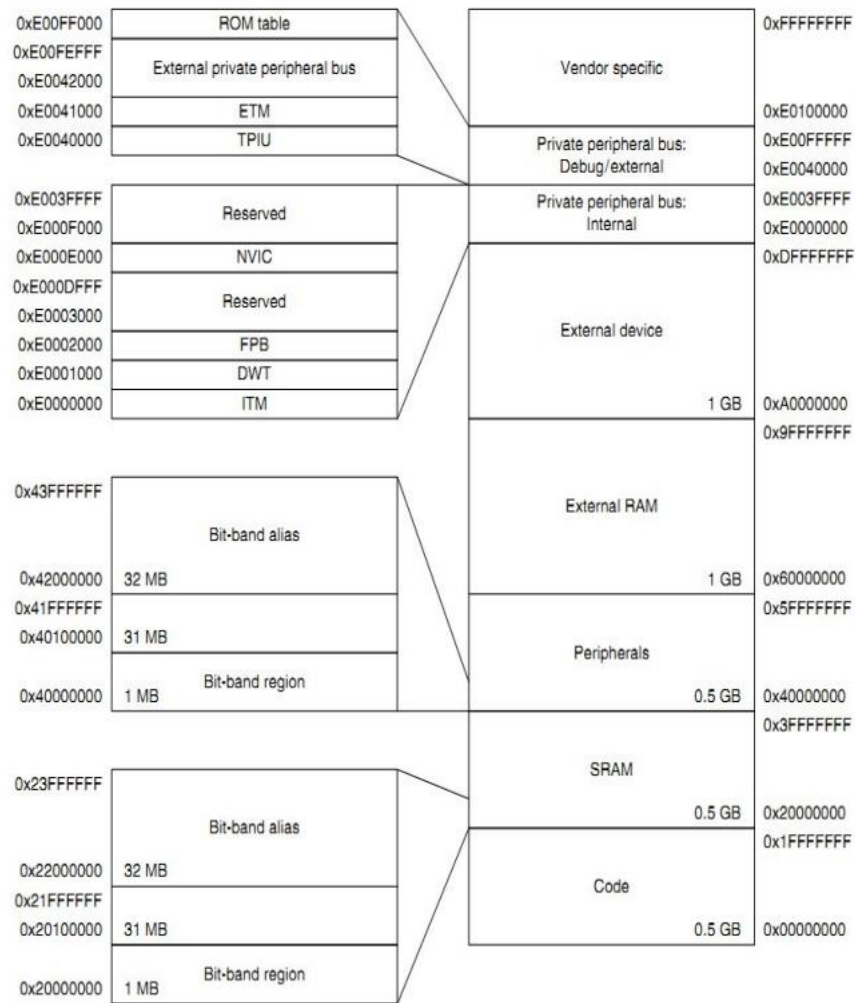 0xE00FF000
ROM table
0xE00FEFFF
External private peripheral bus
0xE0042000
0xE0041000
ETM
0xE0040000
TPIU
0xE003FFFF
Reserved
0xE000F000
0xE000E000
NVIC
0xE000DFFF
Reserved
0xE0003000
0xE0002000
FPB
0xE0001000
DWT
0xE0000000
ITM
0x43FFFFFF
Bit-band alias
0x42000000
32 MB
0x41FFFFFF
0x40100000
31 MB
Bit-band region
0x40000000
1 MB
0x23FFFFFF
Bit-band alias
0x22000000
32 MB
0x21FFFFFF
0x20100000
31 MB
Bit-band region
0x20000000
1 MB
0xFFFFFFFF
Vendor specific
0xE0100000
Private peripheral bus:
Debug/external
0xE00FFFFF
0xE0040000
Private peripheral bus:
Internal
0xE003FFFF
0xE0000000
0xDFFFFFFF
External device
1 GB
0xA0000000
0x9FFFFFFF
External RAM
1 GB
0x60000000
0x5FFFFFFF
Peripherals
0.5 GB
0x40000000
0x3FFFFFFF
SRAM
0.5 GB
0x20000000
0x1FFFFFFF
Code
0.5 GB
0x00000000